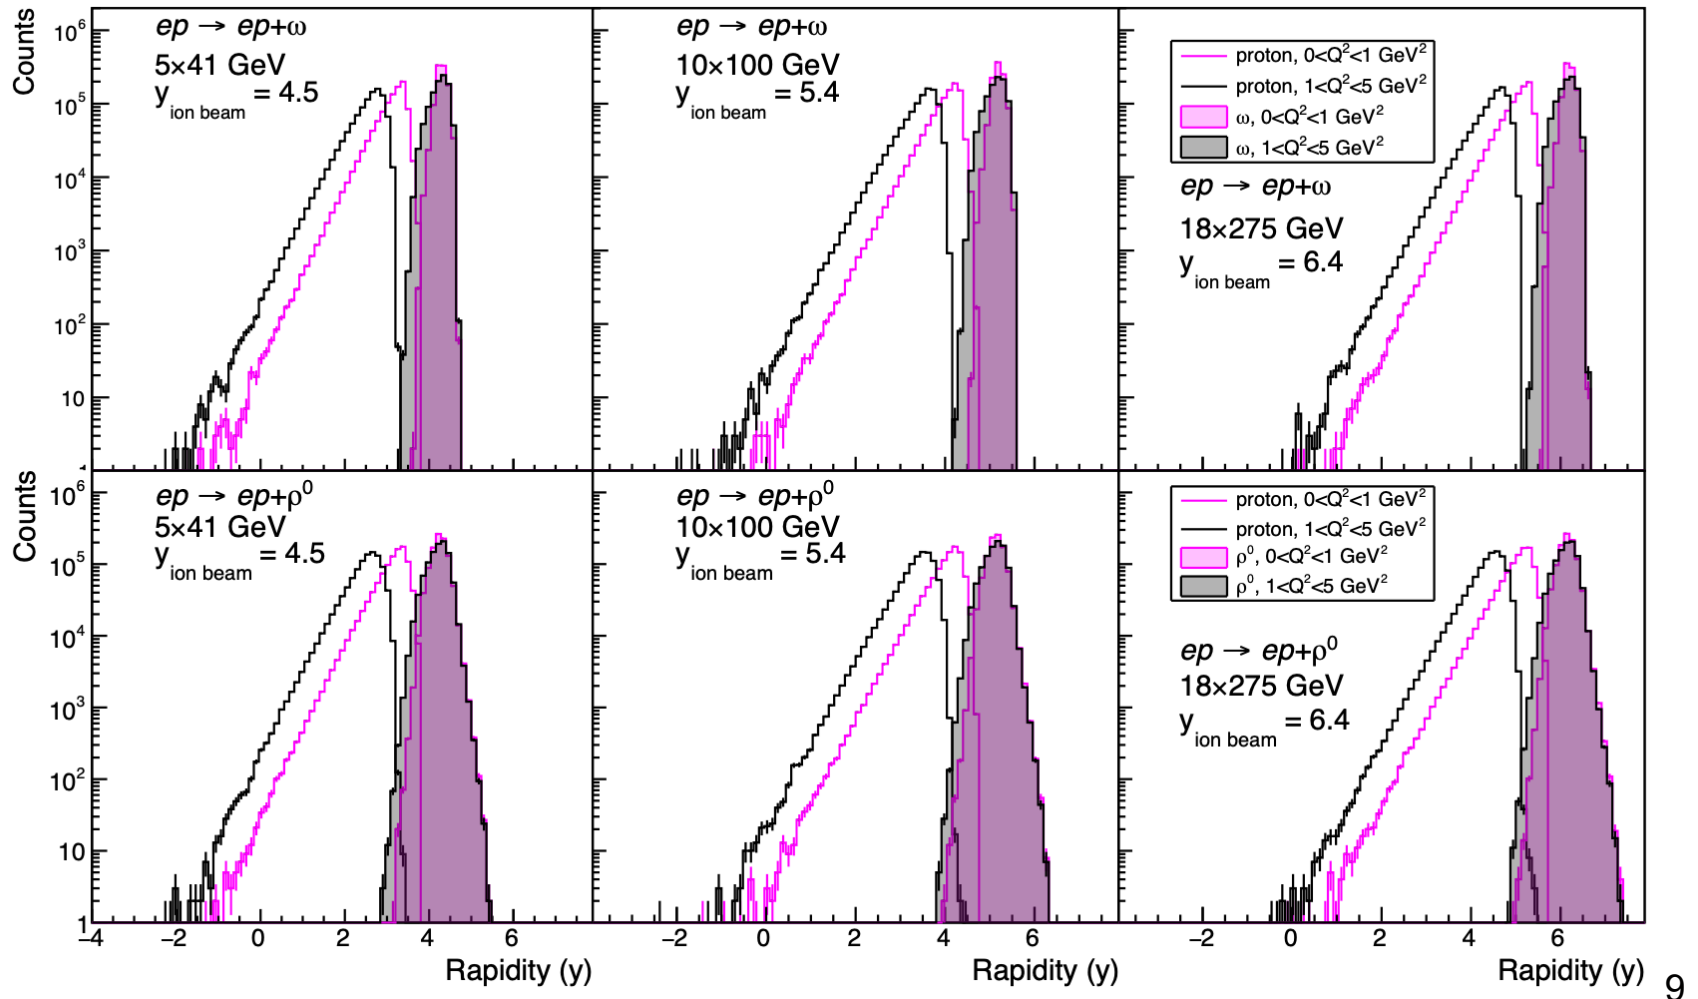 Counts
10⁶
10⁵
10⁴
10³
10²
10
ep → ep+ω
5×41 GeV
y ion beam = 4.5
ep → ep+ω
10×100 GeV
y ion beam = 5.4
proton, 0<Q²<1 GeV²
proton, 1<Q²<5 GeV²
ω, 0<Q²<1 GeV²
ω, 1<Q²<5 GeV²
ep → ep+ω
18×275 GeV
y ion beam = 6.4
Counts
10⁶
10⁵
10⁴
10³
10²
10
1
ep → ep+ρ⁰
5×41 GeV
y ion beam = 4.5
ep → ep+ρ⁰
10×100 GeV
y ion beam = 5.4
proton, 0<Q²<1 GeV²
proton, 1<Q²<5 GeV²
ρ⁰, 0<Q²<1 GeV²
ρ⁰, 1<Q²<5 GeV²
ep → ep+ρ⁰
18×275 GeV
y ion beam = 6.4
−4 −2 0 2 4 6
−2 0 2 4 6
−2 0 2 4 6
Rapidity (y)
Rapidity (y)
Rapidity (y)
9